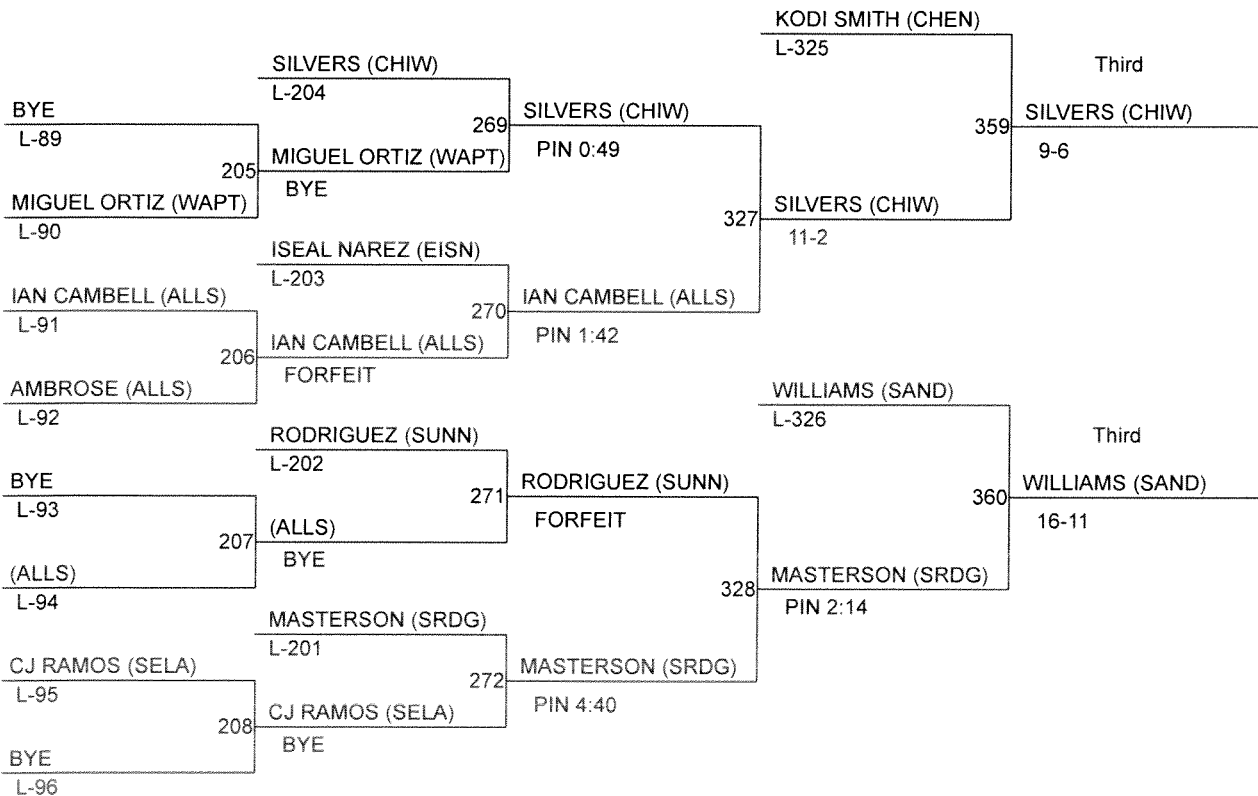 KODI SMITH (CHEN)
L-325
Third
SILVERS (CHIW)
L-204
BYE
L-89
269
SILVERS (CHIW)
PIN 0:49
359
SILVERS (CHIW)
9-6
205
MIGUEL ORTIZ (WAPT)
BYE
MIGUEL ORTIZ (WAPT)
L-90
327
SILVERS (CHIW)
11-2
ISEAL NAREZ (EISN)
L-203
IAN CAMBELL (ALLS)
L-91
270
IAN CAMBELL (ALLS)
PIN 1:42
206
IAN CAMBELL (ALLS)
FORFEIT
AMBROSE (ALLS)
L-92
WILLIAMS (SAND)
L-326
Third
RODRIGUEZ (SUNN)
L-202
BYE
L-93
271
RODRIGUEZ (SUNN)
FORFEIT
360
WILLIAMS (SAND)
16-11
207
(ALLS)
BYE
(ALLS)
L-94
328
MASTERSON (SRDG)
PIN 2:14
MASTERSON (SRDG)
L-201
CJ RAMOS (SELA)
L-95
272
MASTERSON (SRDG)
PIN 4:40
208
CJ RAMOS (SELA)
BYE
BYE
L-96